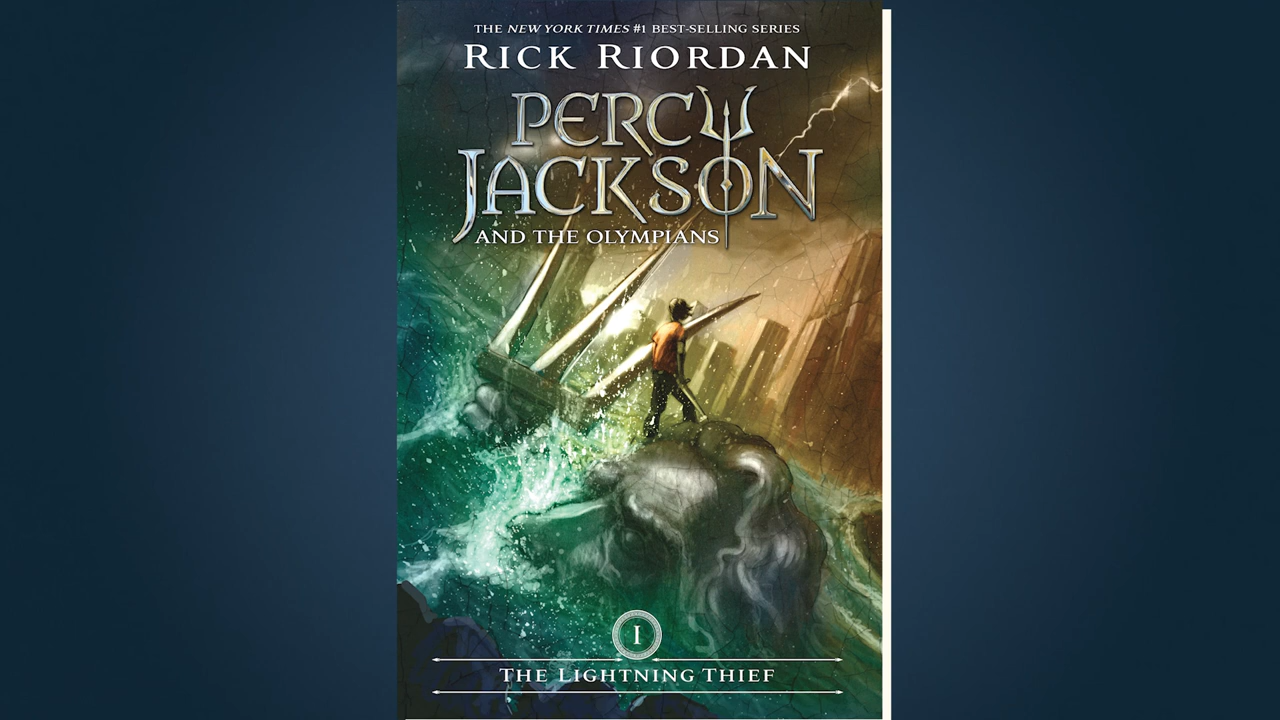 THE NEW YORK TIMES #1 BEST-SELLING SERIES
RICK RIORDAN
PERCY
JACKSON
AND THE OLYMPIANS
I
THE LIGHTNING THIEF